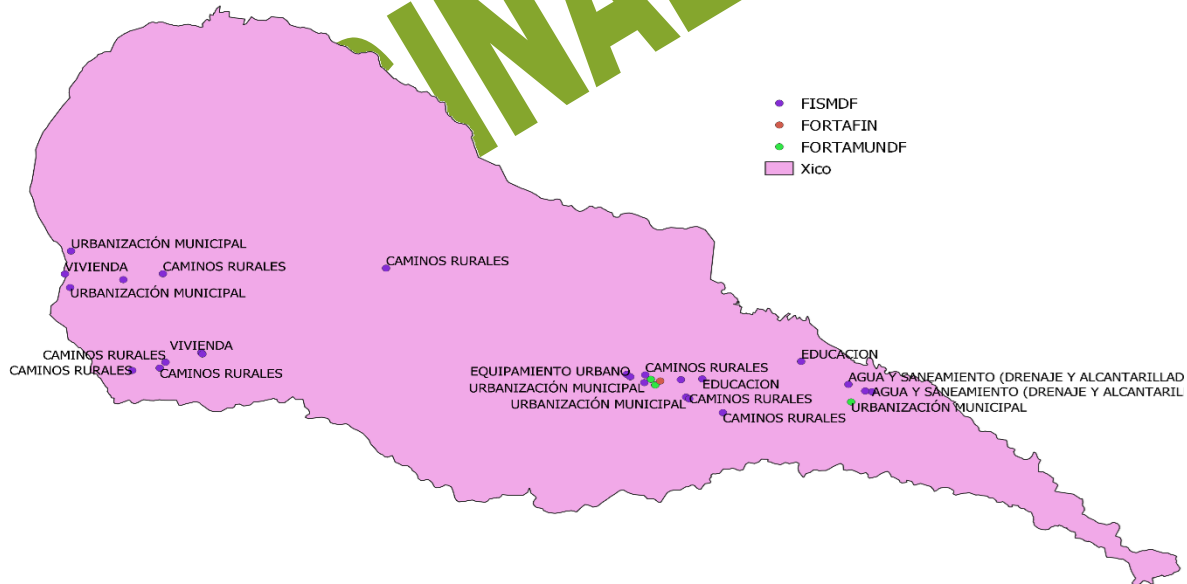 FISMDF
FORTAFIN
FORTAMUNDF
Xico
URBANIZACIÓN MUNICIPAL
VIVIENDA
CAMINOS RURALES
CAMINOS RURALES
URBANIZACIÓN MUNICIPAL
VIVIENDA
CAMINOS RURALES
CAMINOS RURALES
CAMINOS RURALES
EDUCACION
CAMINOS RURALES
EQUIPAMIENTO URBANO
AGUA Y SANEAMIENTO (DRENAJE Y ALCANTARILLAD
EDUCACION
URBANIZACIÓN MUNICIPAL
AGUA Y SANEAMIENTO (DRENAJE Y ALCANTARIL
CAMINOS RURALES
URBANIZACIÓN MUNICIPAL
URBANIZACIÓN MUNICIPAL
CAMINOS RURALES